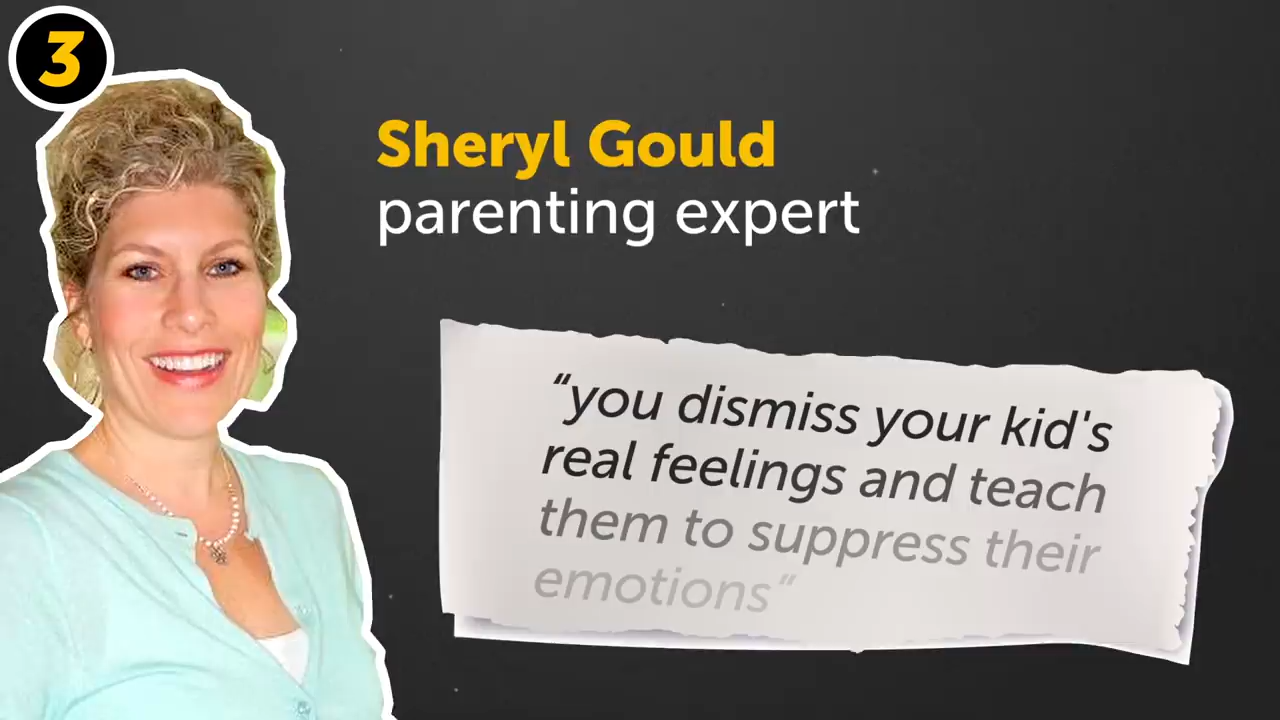 3
Sheryl Gould
parenting expert
“you dismiss your kid's
real feelings and teach
them to suppress their
emotions”